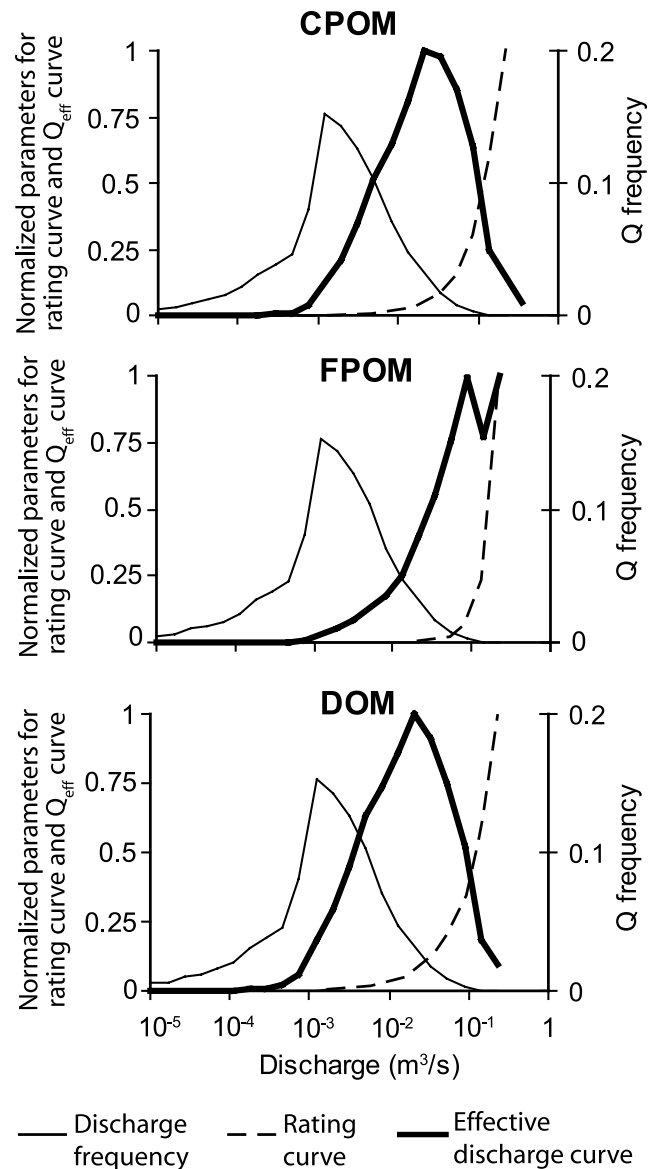 CPOM
Normalized parameters for
rating curve and Qeff curve
1
0.75
0.5
0.25
0
0.2
0.1
0
Q frequency
FPOM
Normalized parameters for
rating curve and Qeff curve
1
0.75
0.5
0.25
0
0.2
0.1
0
Q frequency
DOM
Normalized parameters for
rating curve and Qeff curve
1
0.75
0.5
0.25
0
0.2
0.1
0
Q frequency
10⁻⁵ 10⁻⁴ 10⁻³ 10⁻² 10⁻¹ 1
Discharge (m³/s)
Discharge
frequency
Rating
curve
Effective
discharge curve